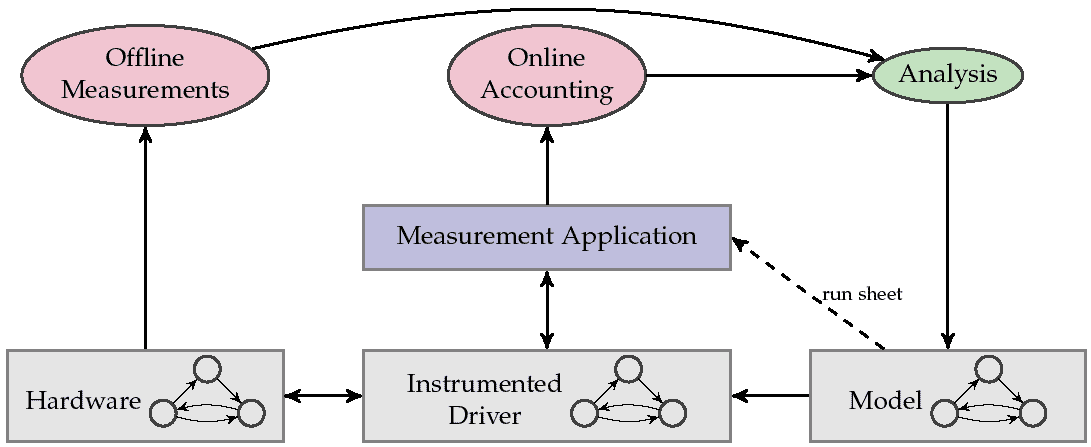 Offline
Measurements
Online
Accounting
Analysis
Measurement Application
run sheet
Hardware
Instrumented
Driver
Model